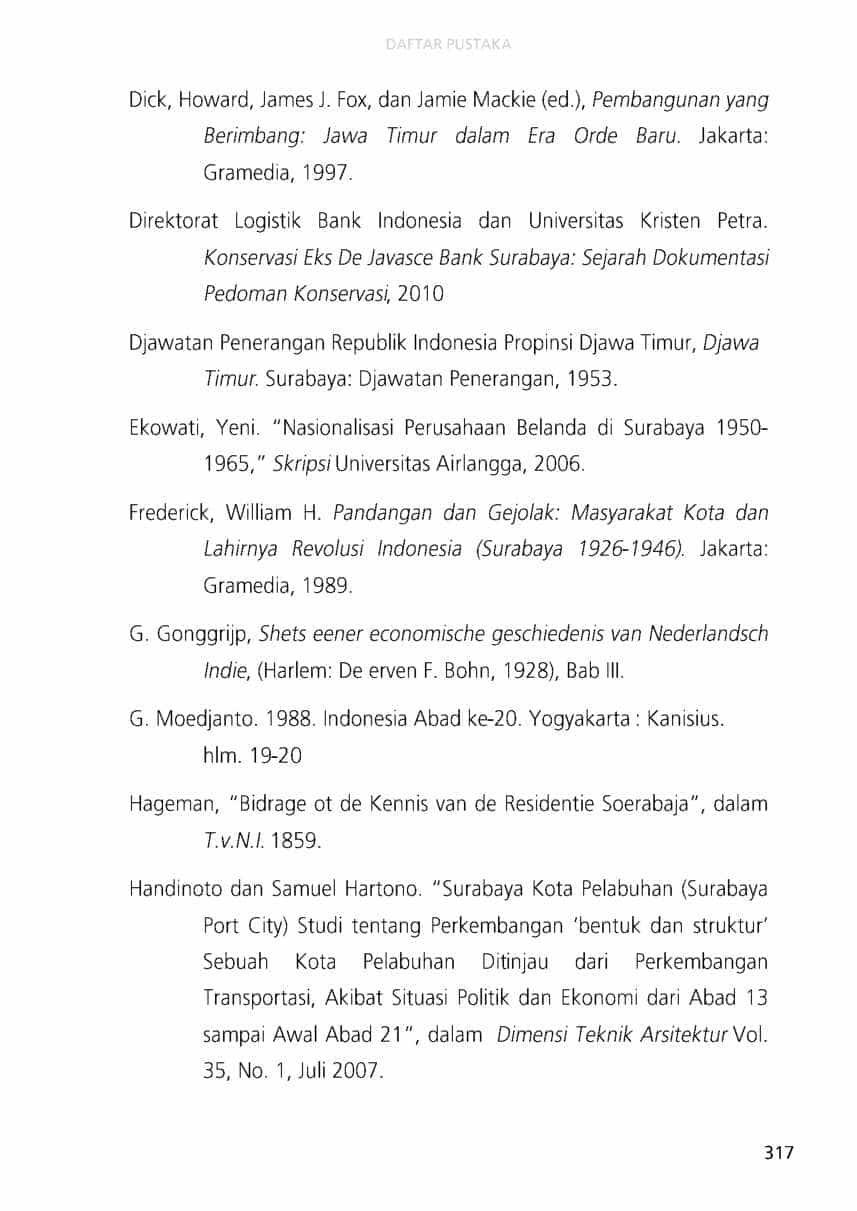 DAFTAR PUSTAKA
Dick, Howard, James J. Fox, dan Jamie Mackie (ed.), Pembangunan yang
Berimbang: Jawa Timur dalam Era Orde Baru. Jakarta:
Gramedia, 1997.
Direktorat Logistik Bank Indonesia dan Universitas Kristen Petra.
Konservasi Eks De Javasce Bank Surabaya: Sejarah Dokumentasi
Pedoman Konservasi, 2010
Djawatan Penerangan Republik Indonesia Propinsi Djawa Timur, Djawa
Timur. Surabaya: Djawatan Penerangan, 1953.
Ekowati, Yeni. “Nasionalisasi Perusahaan Belanda di Surabaya 1950-
1965,” Skripsi Universitas Airlangga, 2006.
Frederick, William H. Pandangan dan Gejolak: Masyarakat Kota dan
Lahirnya Revolusi Indonesia (Surabaya 1926-1946). Jakarta:
Gramedia, 1989.
G. Gonggrijp, Shets eener economische geschiedenis van Nederlandsch
Indie, (Harlem: De erven F. Bohn, 1928), Bab III.
G. Moedjanto. 1988. Indonesia Abad ke-20. Yogyakarta : Kanisius.
hlm. 19-20
Hageman, “Bidrage ot de Kennis van de Residentie Soerabaja”, dalam
T.v.N.I. 1859.
Handinoto dan Samuel Hartono. “Surabaya Kota Pelabuhan (Surabaya
Port City) Studi tentang Perkembangan ‘bentuk dan struktur’
Sebuah Kota Pelabuhan Ditinjau dari Perkembangan
Transportasi, Akibat Situasi Politik dan Ekonomi dari Abad 13
sampai Awal Abad 21”, dalam Dimensi Teknik Arsitektur Vol.
35, No. 1, Juli 2007.
317